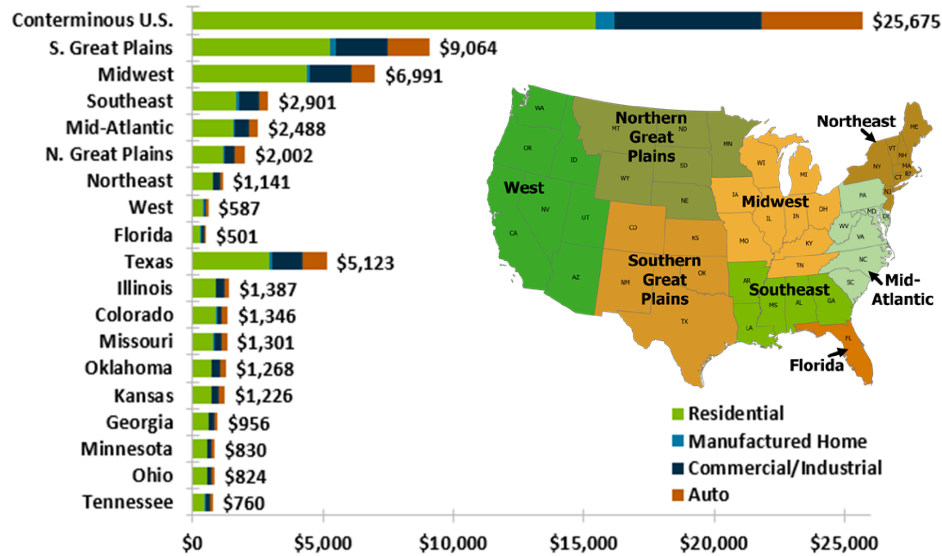 Conterminous U.S. $25,675
S. Great Plains $9,064
Midwest $6,991
Southeast $2,901
Mid-Atlantic $2,488
N. Great Plains $2,002
Northeast $1,141
West $587
Florida $501
Texas $5,123
Illinois $1,387
Colorado $1,346
Missouri $1,301
Oklahoma $1,268
Kansas $1,226
Georgia $956
Minnesota $830
Ohio $824
Tennessee $760
$0 $5,000 $10,000 $15,000 $20,000 $25,000
Northern
Great
Plains
Northeast
West
Midwest
Southern
Great
Plains
Southeast
Mid-
Atlantic
Florida
WA
OR
CA
NV
ID
UT
AZ
MT
ND
SD
WY
NE
MN
CO
KS
NM
OK
TX
WI
MI
IA
IL
IN
OH
MO
KY
TN
AR
LA
MS
AL
GA
FL
PA
MD
DE
WV
VA
NC
SC
ME
VT
NH
MA
NY
CT
RI
NJ
Residential
Manufactured Home
Commercial/Industrial
Auto